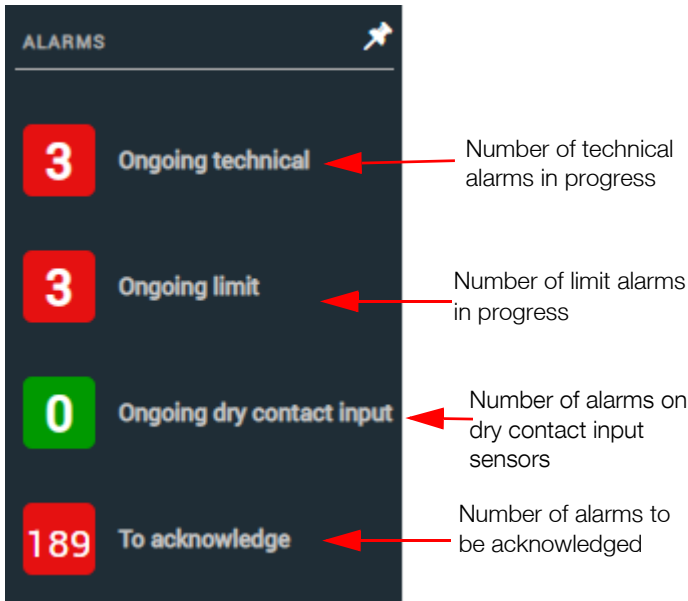 ALARMS
3 Ongoing technical
Number of technical
alarms in progress
3 Ongoing limit
Number of limit alarms
in progress
0 Ongoing dry contact input
Number of alarms on
dry contact input
sensors
189 To acknowledge
Number of alarms to
be acknowledged